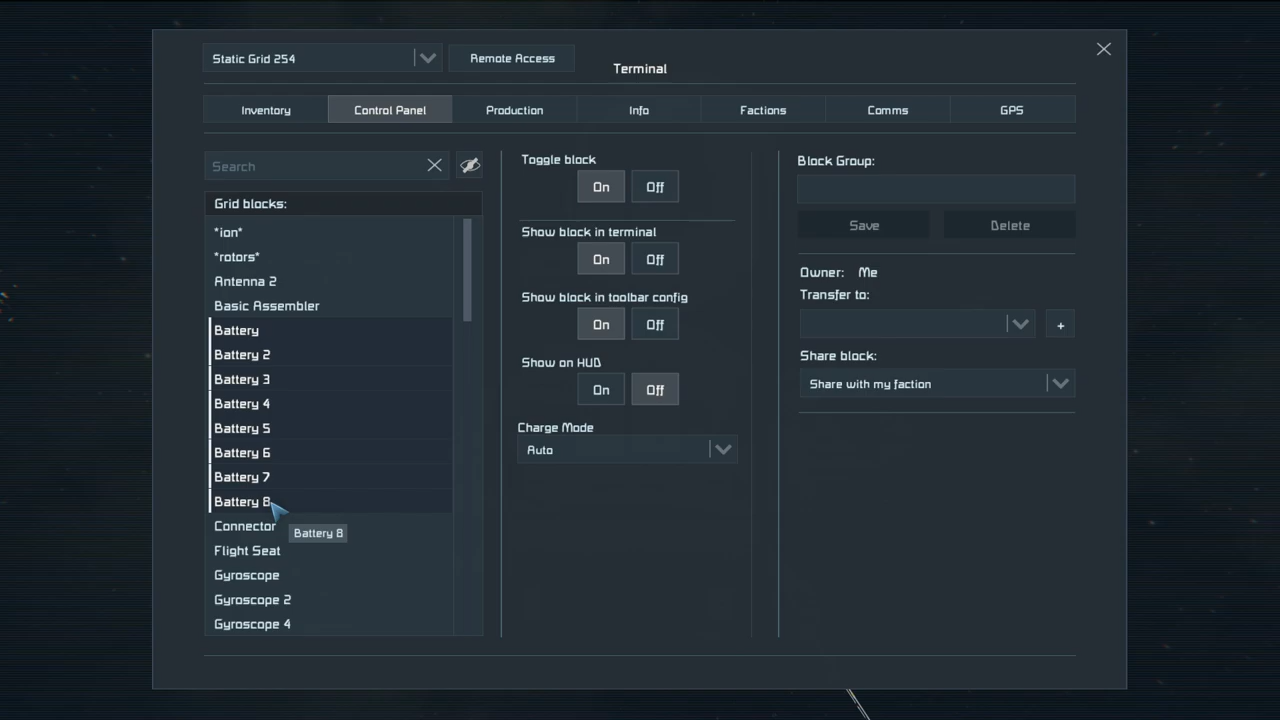 Static Grid 254
Remote Access
Terminal
Inventory
Control Panel
Production
Info
Factions
Comms
GPS
Search
Grid blocks:
*ion*
*rotors*
Antenna 2
Basic Assembler
Battery
Battery 2
Battery 3
Battery 4
Battery 5
Battery 6
Battery 7
Battery 8
Battery 8
Connector
Flight Seat
Gyroscope
Gyroscope 2
Gyroscope 4
Toggle block
On
Off
Show block in terminal
On
Off
Show block in toolbar config
On
Off
Show on HUD
On
Off
Charge Mode
Auto
Block Group:
Save
Delete
Owner: Me
Transfer to:
+
Share block:
Share with my faction